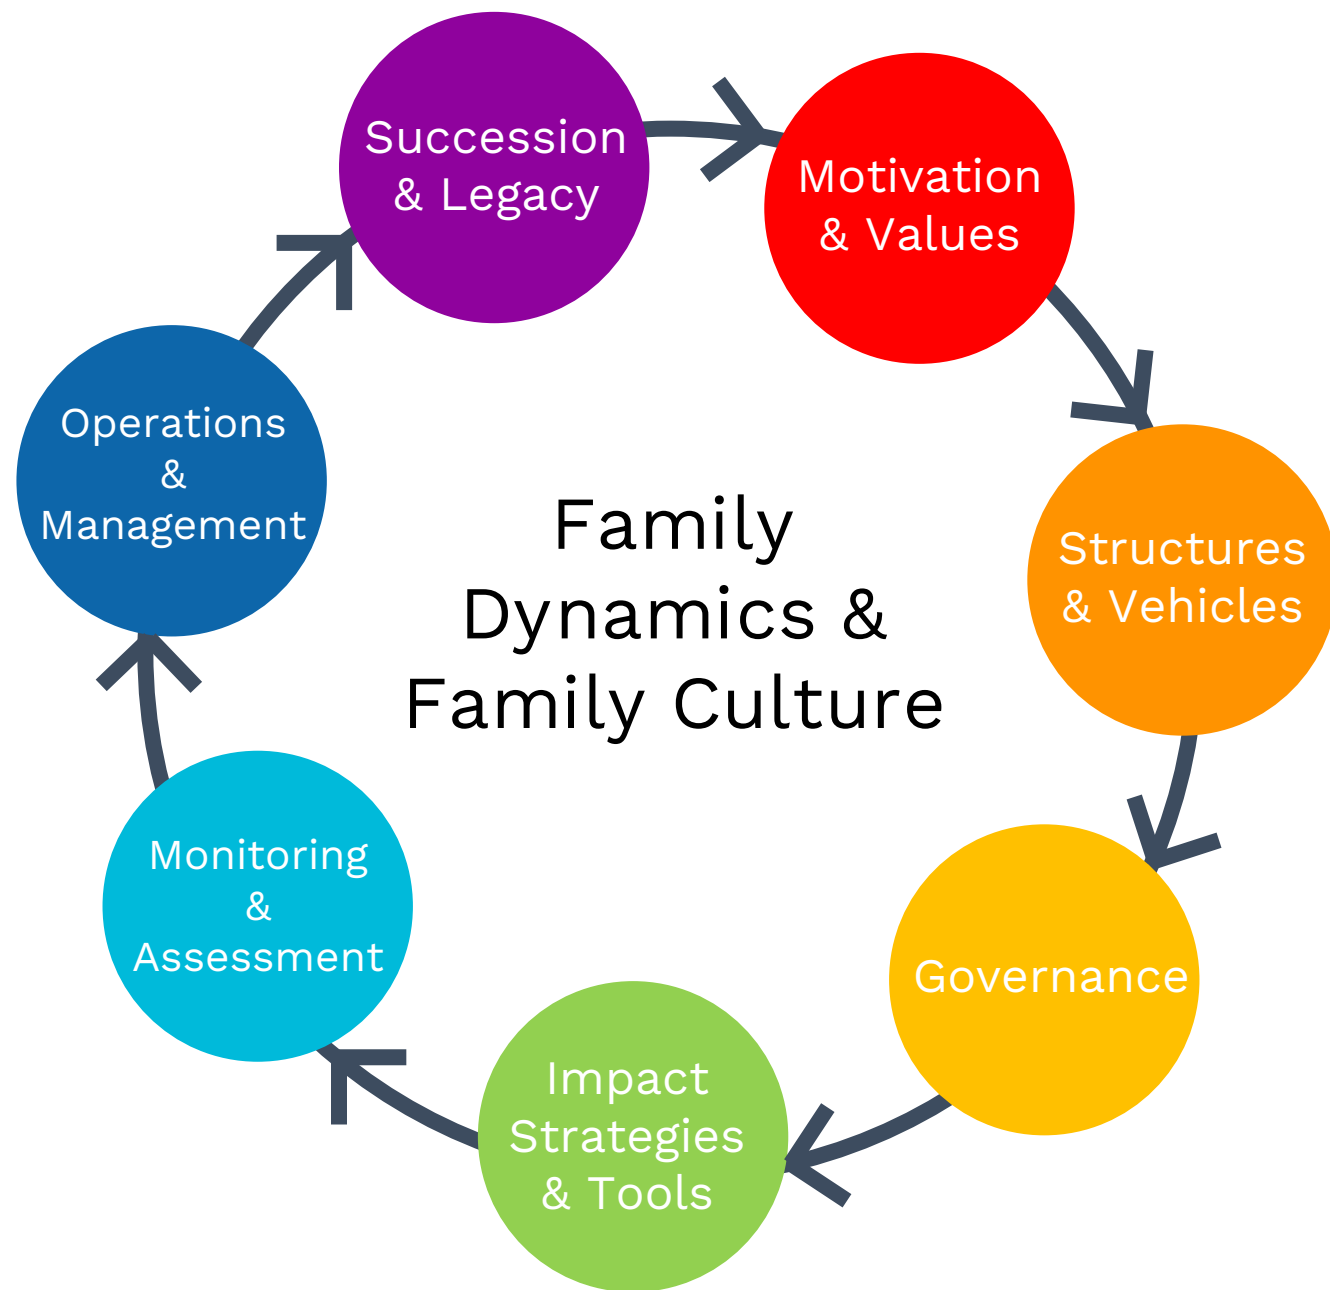 Succession
& Legacy
Motivation
& Values
Structures
& Vehicles
Governance
Impact
Strategies
& Tools
Monitoring
&
Assessment
Operations
&
Management
Family
Dynamics &
Family Culture